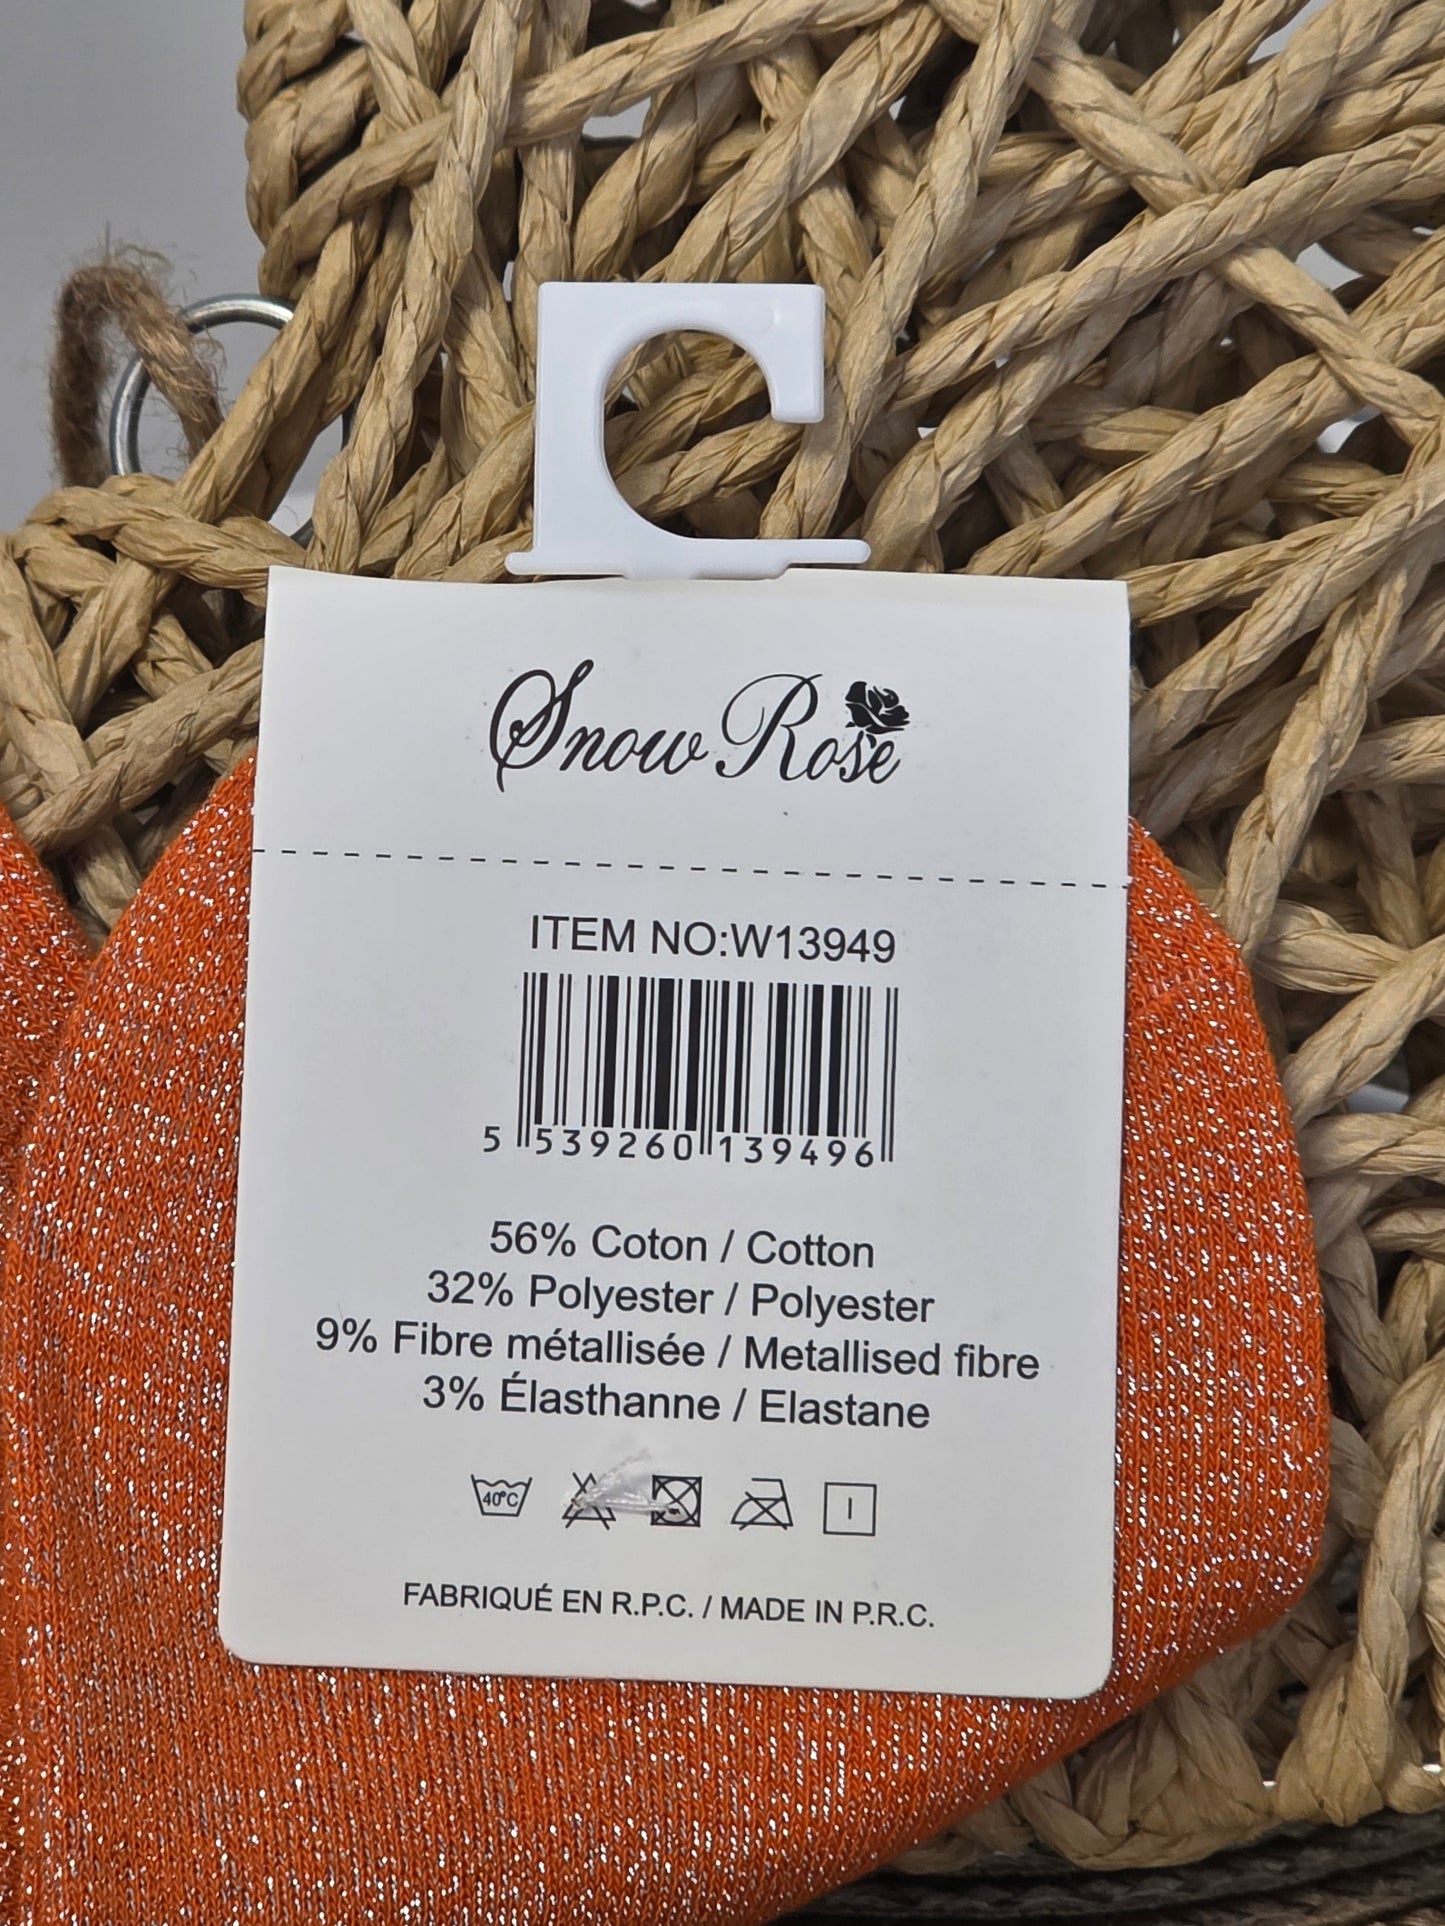 Snow Rose
ITEM NO:W13949
5 539260 139496
56% Coton / Cotton
32% Polyester / Polyester
9% Fibre métallisée / Metallised fibre
3% Élasthanne / Elastane
40°C
FABRIQUÉ EN R.P.C. / MADE IN P.R.C.